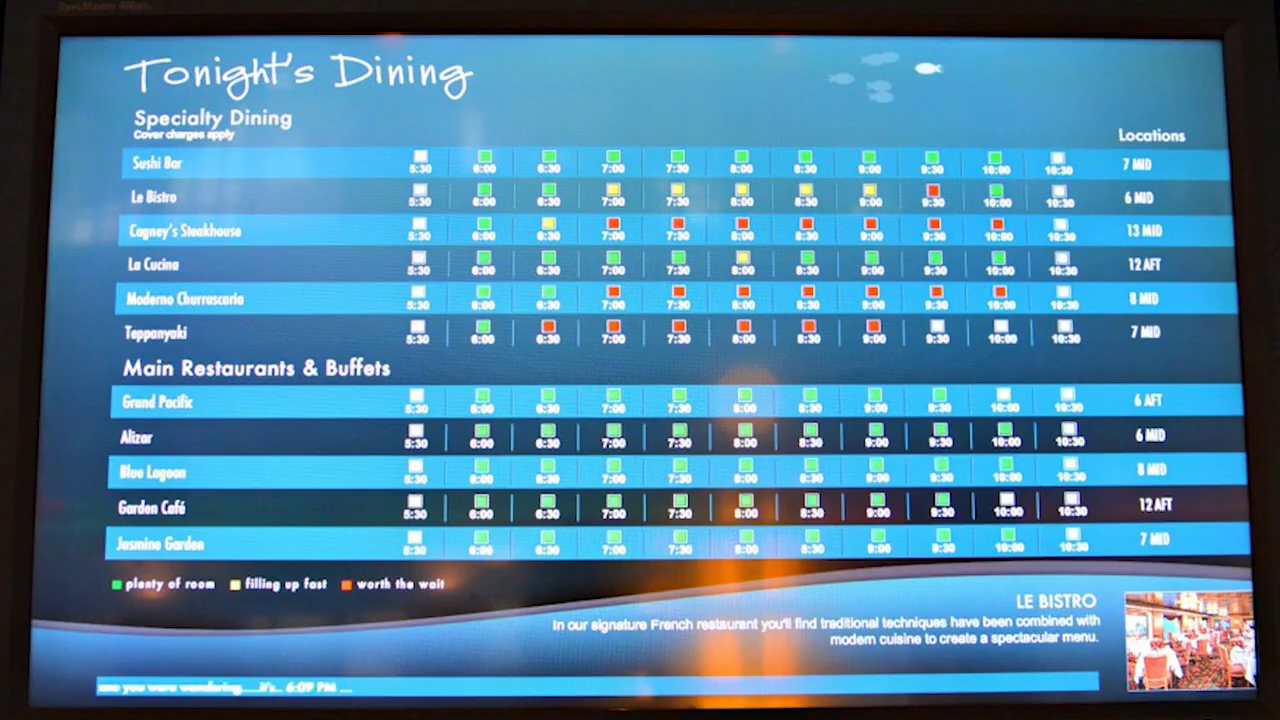 Tonight's Dining
Specialty Dining
Cover charges apply
Locations
Sushi Bar 5:30 6:00 6:30 7:00 7:30 8:00 8:30 9:00 9:30 10:00 10:30 7 MID
Le Bistro 5:30 6:00 6:30 7:00 7:30 8:00 8:30 9:00 9:30 10:00 10:30 6 MID
Cagney's Steakhouse 5:30 6:00 6:30 7:00 7:30 8:00 8:30 9:00 9:30 10:00 10:30 13 MID
La Cucina 5:30 6:00 6:30 7:00 7:30 8:00 8:30 9:00 9:30 10:00 10:30 12 AFT
Moderno Churrascaria 5:30 6:00 6:30 7:00 7:30 8:00 8:30 9:00 9:30 10:00 10:30 8 MID
Teppanyaki 5:30 6:00 6:30 7:00 7:30 8:00 8:30 9:00 9:30 10:00 10:30 7 MID
Main Restaurants & Buffets
Grand Pacific 5:30 6:00 6:30 7:00 7:30 8:00 8:30 9:00 9:30 10:00 10:30 6 AFT
Alizar 5:30 6:00 6:30 7:00 7:30 8:00 8:30 9:00 9:30 10:00 10:30 6 MID
Blue Lagoon 5:30 6:00 6:30 7:00 7:30 8:00 8:30 9:00 9:30 10:00 10:30 8 MID
Garden Café 5:30 6:00 6:30 7:00 7:30 8:00 8:30 9:00 9:30 10:00 10:30 12 AFT
Jasmine Garden 5:30 6:00 6:30 7:00 7:30 8:00 8:30 9:00 9:30 10:00 10:30 7 MID
plenty of room filling up fast worth the wait
LE BISTRO
In our signature French restaurant you'll find traditional techniques have been combined with
modern cuisine to create a spectacular menu.
you were wondering.....it's.. 6:09 PM ....